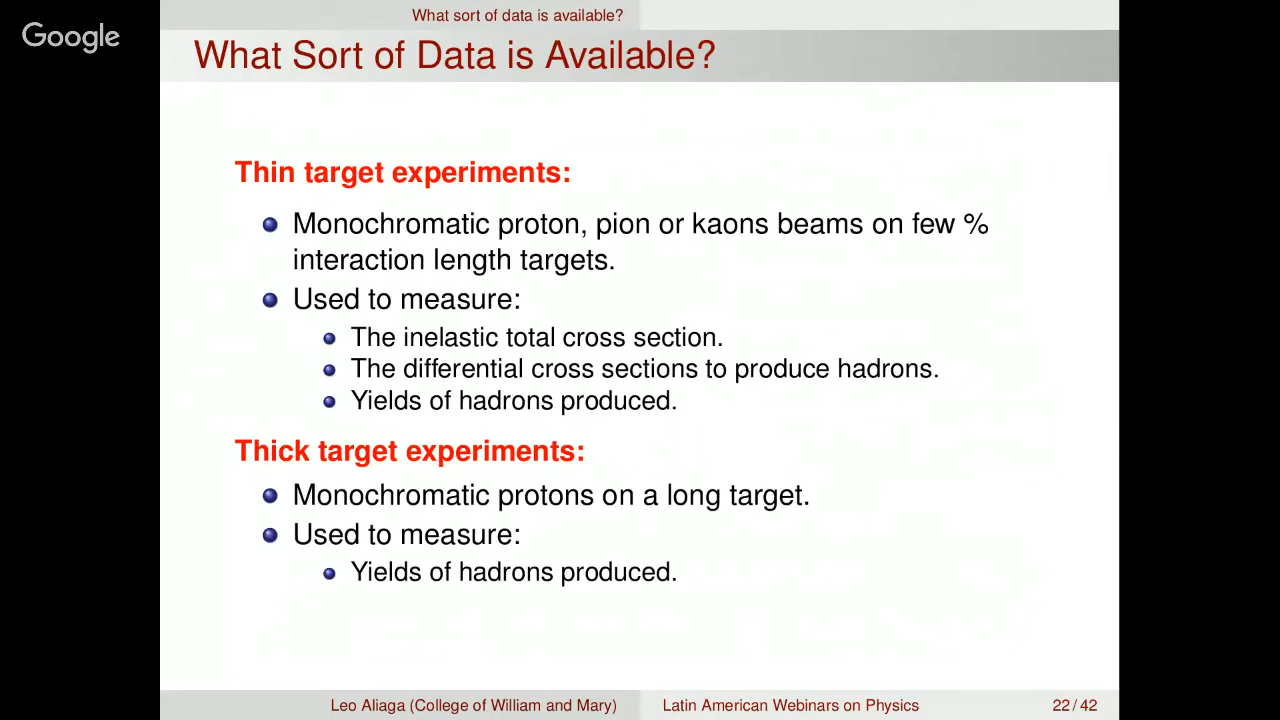 Google
What sort of data is available?
What Sort of Data is Available?
Thin target experiments:
Monochromatic proton, pion or kaons beams on few %
interaction length targets.
Used to measure:
The inelastic total cross section.
The differential cross sections to produce hadrons.
Yields of hadrons produced.
Thick target experiments:
Monochromatic protons on a long target.
Used to measure:
Yields of hadrons produced.
Leo Aliaga (College of William and Mary) Latin American Webinars on Physics 22 / 42